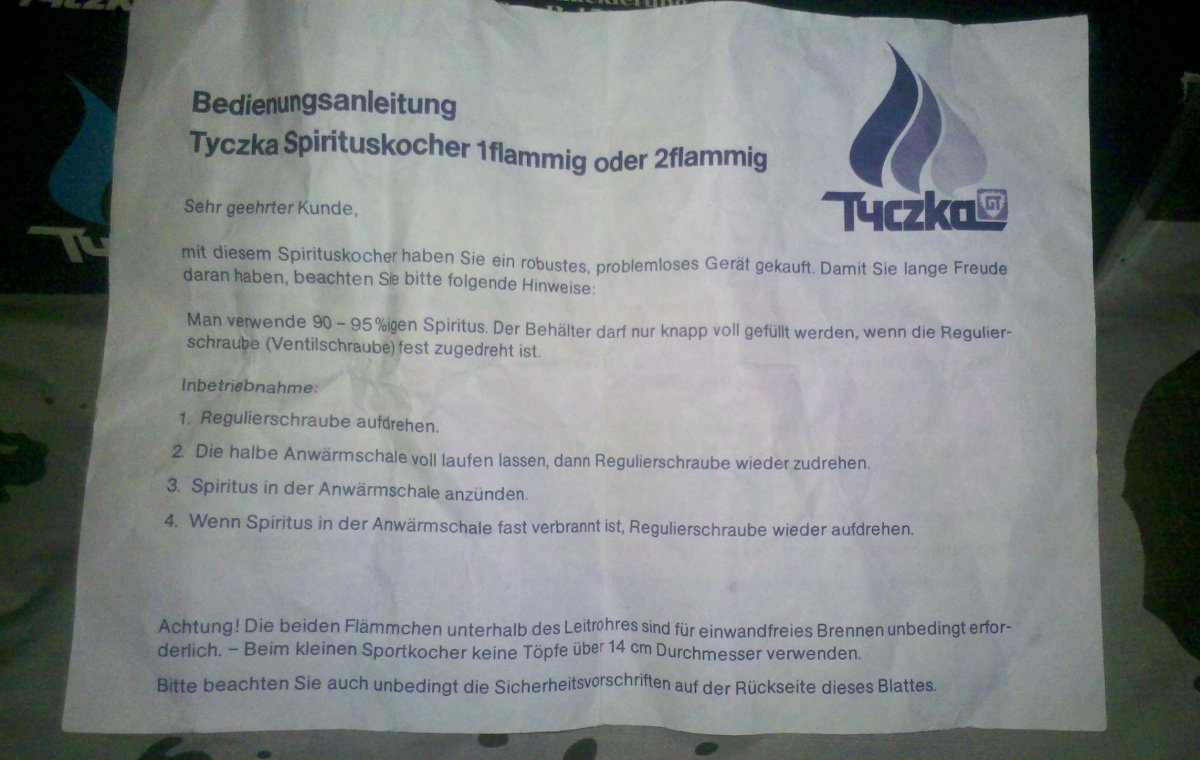 Bedienungsanleitung
Tyczka Spirituskocher 1flammig oder 2flammig
Tyczka GT
Sehr geehrter Kunde,
mit diesem Spirituskocher haben Sie ein robustes, problemloses Gerät gekauft. Damit Sie lange Freude
daran haben, beachten Sie bitte folgende Hinweise:
Man verwende 90 – 95%igen Spiritus. Der Behälter darf nur knapp voll gefüllt werden, wenn die Regulier-
schraube (Ventilschraube) fest zugedreht ist.
Inbetriebnahme:
1. Regulierschraube aufdrehen.
2. Die halbe Anwärmschale voll laufen lassen, dann Regulierschraube wieder zudrehen.
3. Spiritus in der Anwärmschale anzünden.
4. Wenn Spiritus in der Anwärmschale fast verbrannt ist, Regulierschraube wieder aufdrehen.
Achtung! Die beiden Flämmchen unterhalb des Leitrohres sind für einwandfreies Brennen unbedingt erfor-
derlich. – Beim kleinen Sportkocher keine Töpfe über 14 cm Durchmesser verwenden.
Bitte beachten Sie auch unbedingt die Sicherheitsvorschriften auf der Rückseite dieses Blattes.